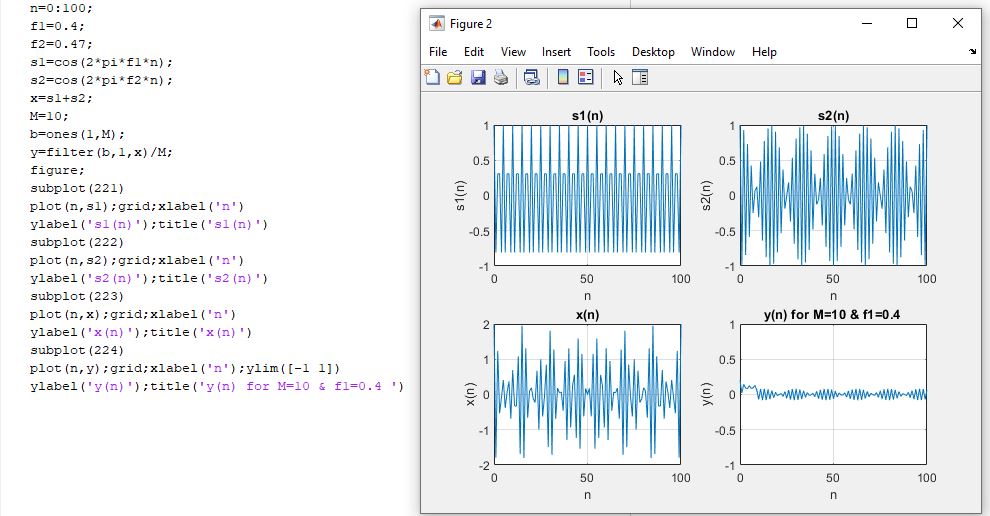 n=0:100;
f1=0.4;
f2=0.47;
s1=cos(2*pi*f1*n);
s2=cos(2*pi*f2*n);
x=s1+s2;
M=10;
b=ones(1,M);
y=filter(b,1,x)/M;
figure;
subplot(221)
plot(n,s1);grid;xlabel('n')
ylabel('s1(n)');title('s1(n)')
subplot(222)
plot(n,s2);grid;xlabel('n')
ylabel('s2(n)');title('s2(n)')
subplot(223)
plot(n,x);grid;xlabel('n')
ylabel('x(n)');title('x(n)')
subplot(224)
plot(n,y);grid;xlabel('n');ylim([-1 1])
ylabel('y(n)');title('y(n) for M=10 & f1=0.4 ')
Figure 2
File Edit View Insert Tools Desktop Window Help
s1(n)
1
0.5
0
-0.5
-1
s1(n)
0 50 100
n
s2(n)
1
0.5
0
-0.5
-1
s2(n)
0 50 100
n
x(n)
2
1
0
-1
-2
x(n)
0 50 100
n
y(n) for M=10 & f1=0.4
1
0.5
0
-0.5
-1
y(n)
0 50 100
n